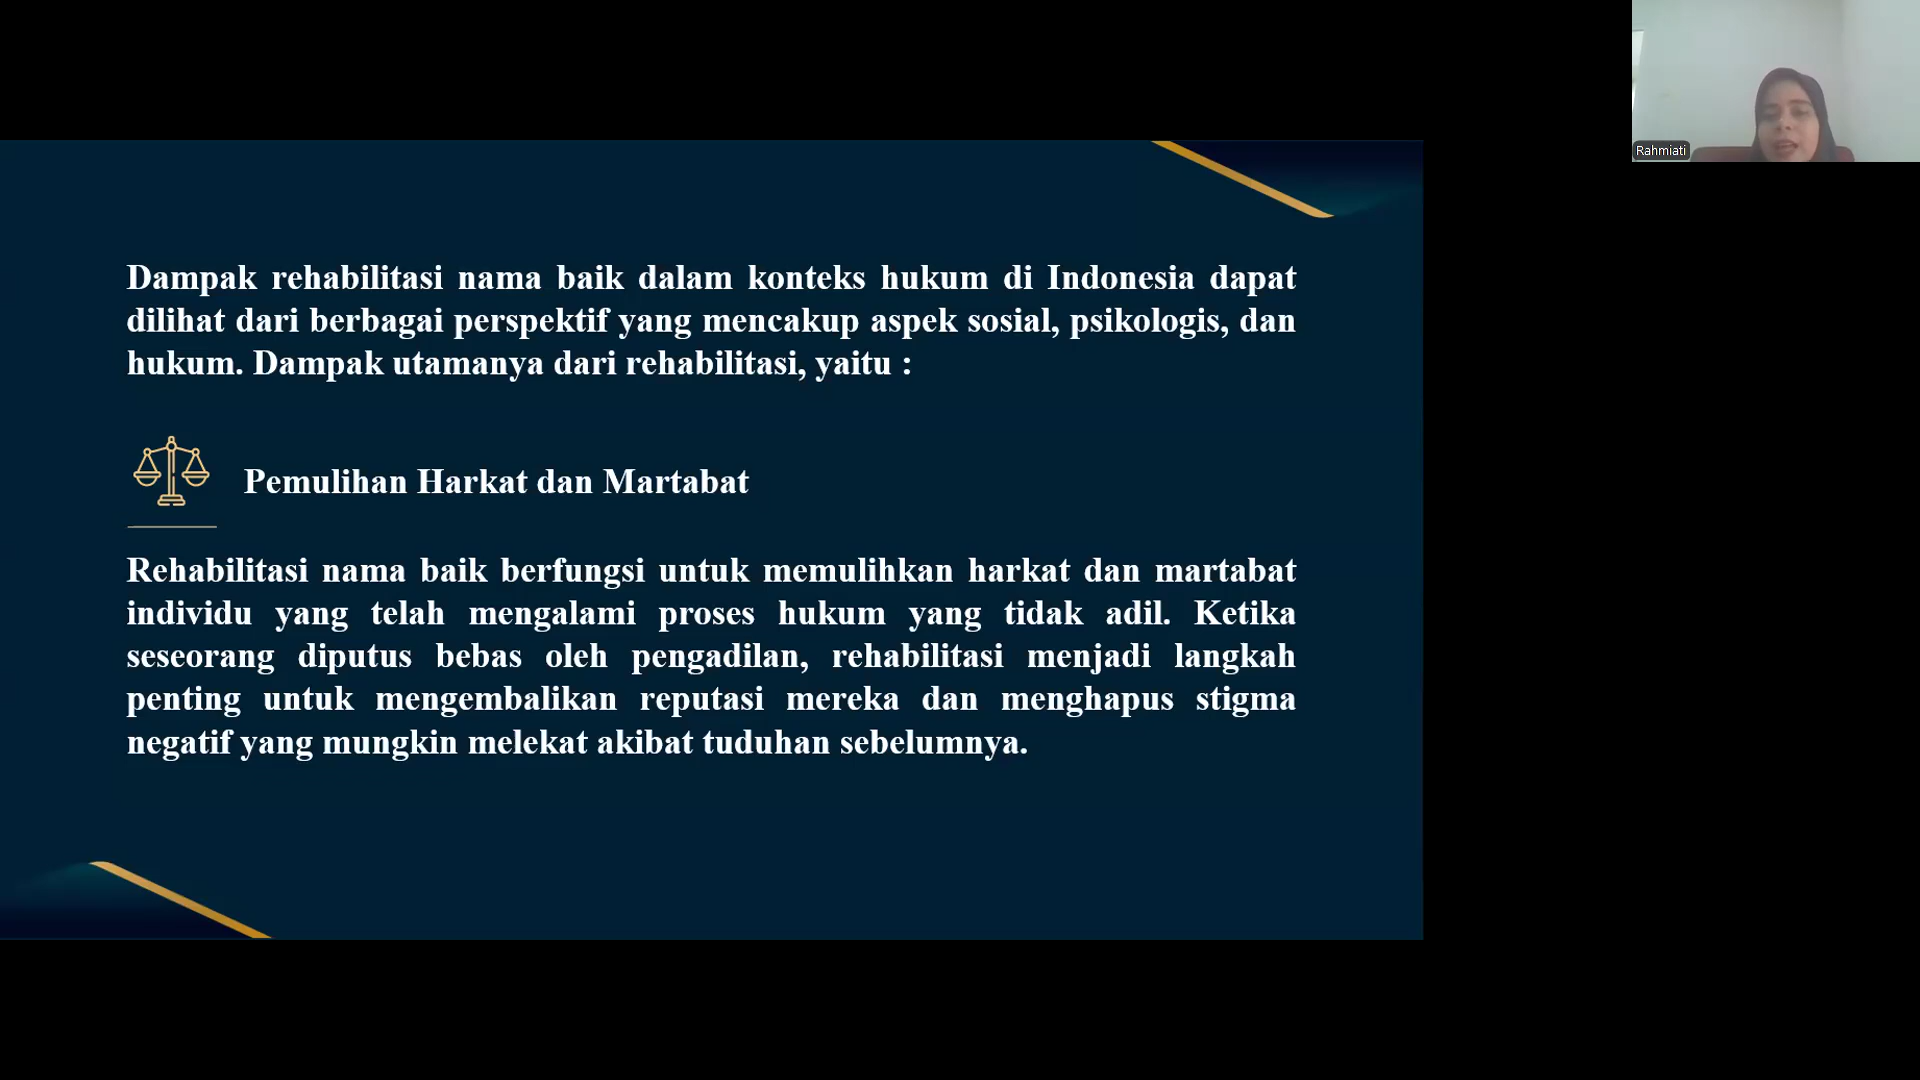 Rahmiati
Dampak rehabilitasi nama baik dalam konteks hukum di Indonesia dapat
dilihat dari berbagai perspektif yang mencakup aspek sosial, psikologis, dan
hukum. Dampak utamanya dari rehabilitasi, yaitu :
Pemulihan Harkat dan Martabat
Rehabilitasi nama baik berfungsi untuk memulihkan harkat dan martabat
individu yang telah mengalami proses hukum yang tidak adil. Ketika
seseorang diputus bebas oleh pengadilan, rehabilitasi menjadi langkah
penting untuk mengembalikan reputasi mereka dan menghapus stigma
negatif yang mungkin melekat akibat tuduhan sebelumnya.